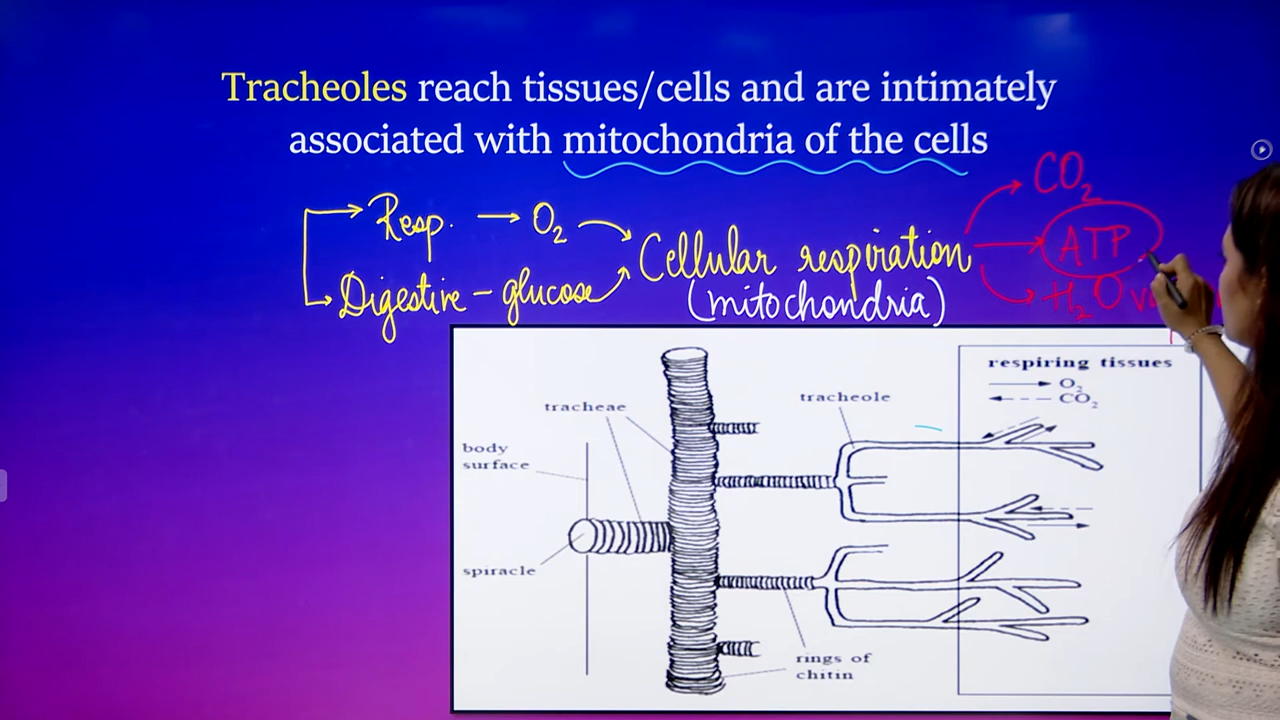 Tracheoles reach tissues/cells and are intimately
associated with mitochondria of the cells
Resp. → O₂
Digestive – glucose
Cellular respiration
(mitochondria)
CO₂
ATP
H₂O
respiring tissues
O₂
CO₂
tracheole
tracheae
body
surface
spiracle
rings of
chitin